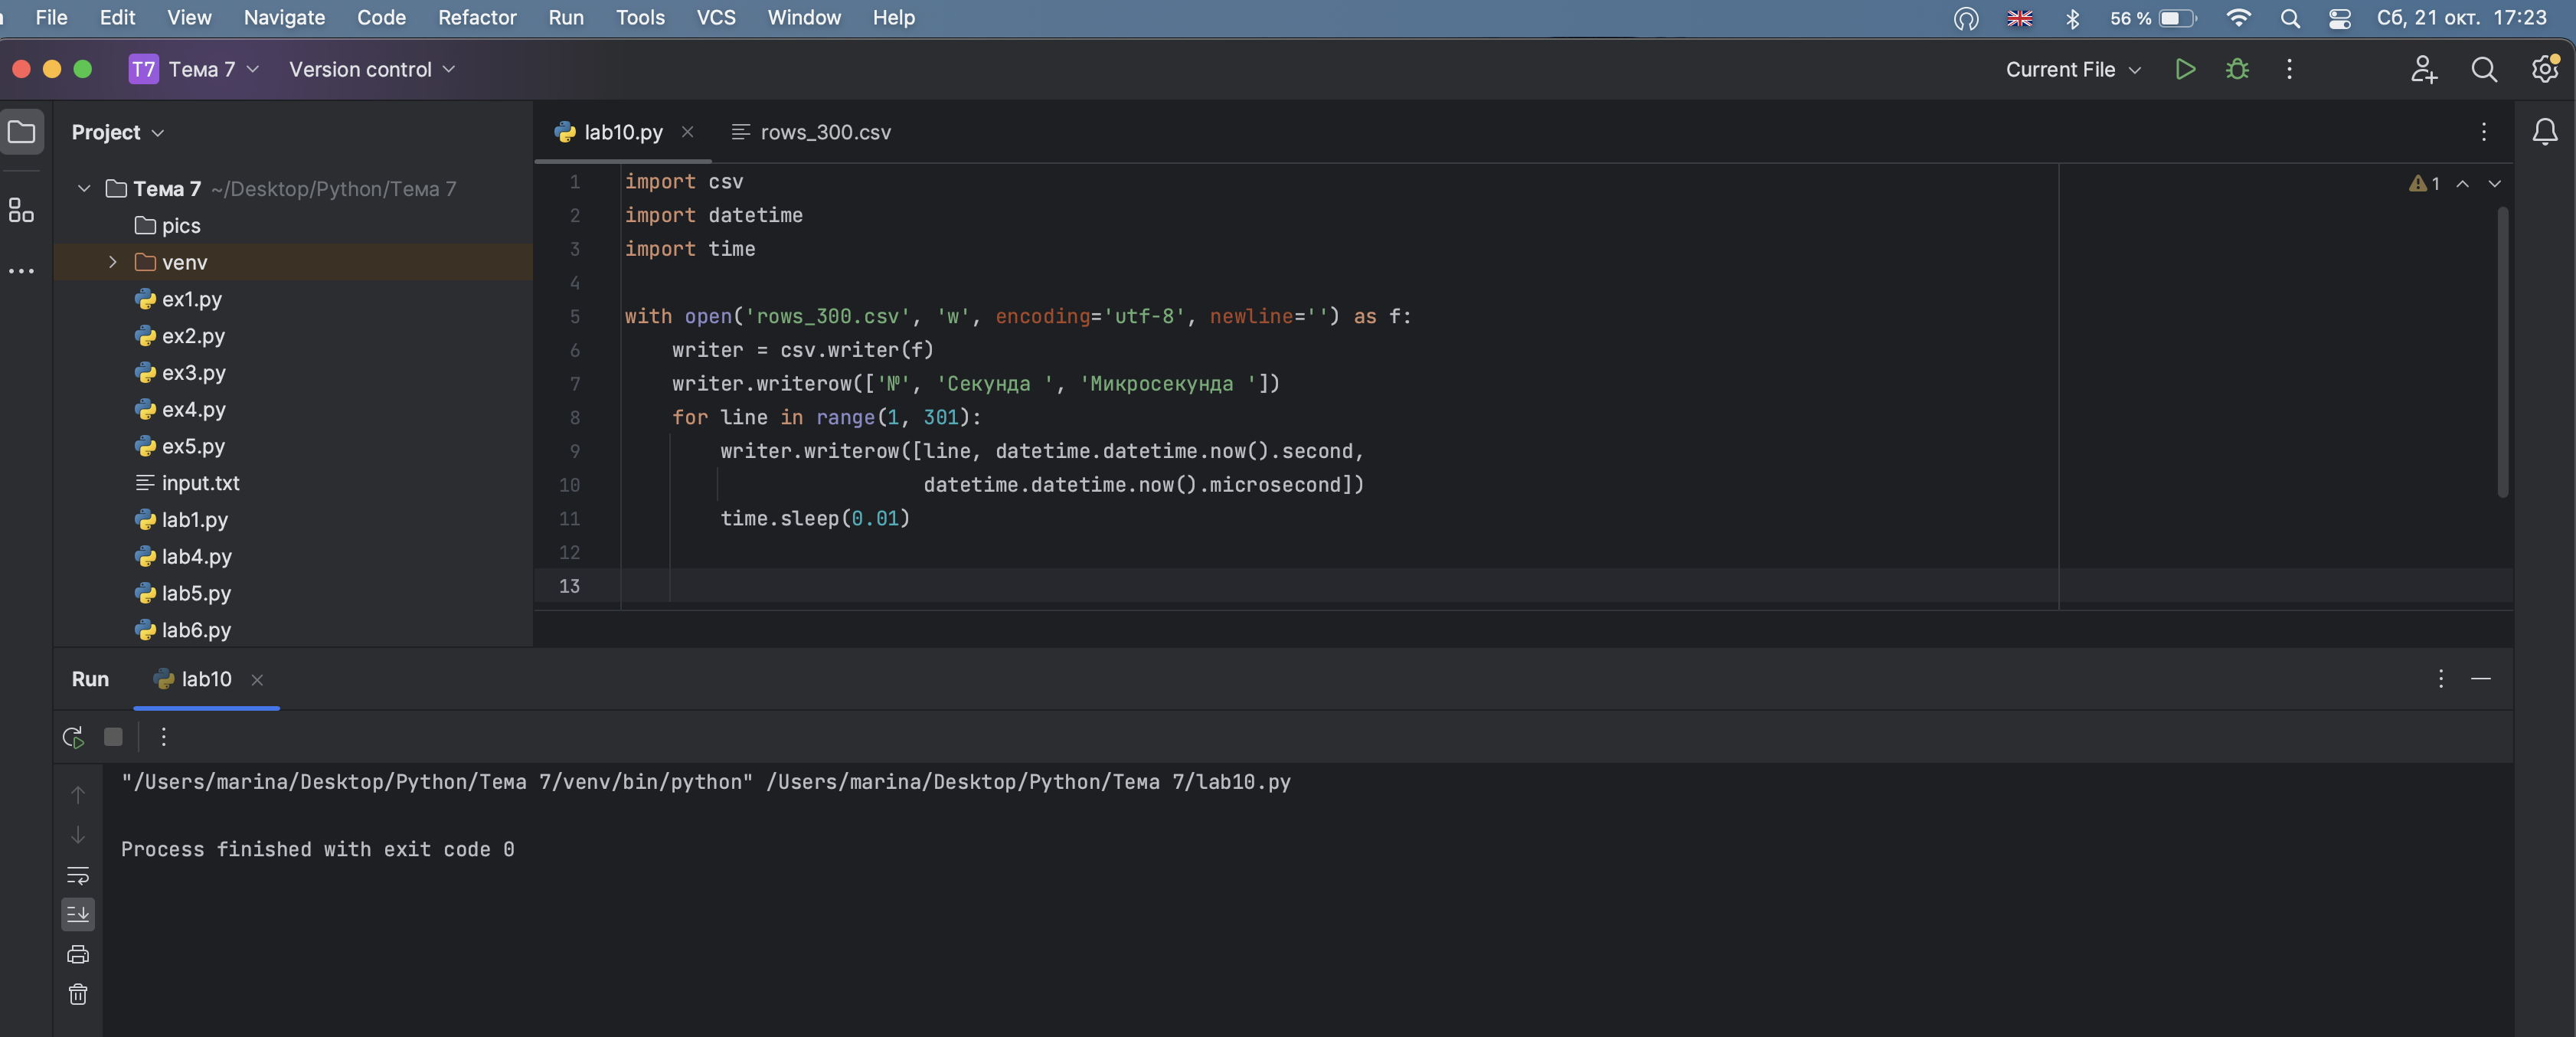 File Edit View Navigate Code Refactor Run Tools VCS Window Help 56 % Сб, 21 окт. 17:23
T7 Тема 7 Version control Current File
Project
lab10.py rows_300.csv
Тема 7 ~/Desktop/Python/Тема 7
pics
venv
ex1.py
ex2.py
ex3.py
ex4.py
ex5.py
input.txt
lab1.py
lab4.py
lab5.py
lab6.py
1 import csv
2 import datetime
3 import time
4
5 with open('rows_300.csv', 'w', encoding='utf-8', newline='') as f:
6     writer = csv.writer(f)
7     writer.writerow(['№', 'Секунда ', 'Микросекунда '])
8     for line in range(1, 301):
9         writer.writerow([line, datetime.datetime.now().second,
10                          datetime.datetime.now().microsecond])
11         time.sleep(0.01)
12
13
1
Run lab10
"/Users/marina/Desktop/Python/Тема 7/venv/bin/python" /Users/marina/Desktop/Python/Тема 7/lab10.py
Process finished with exit code 0